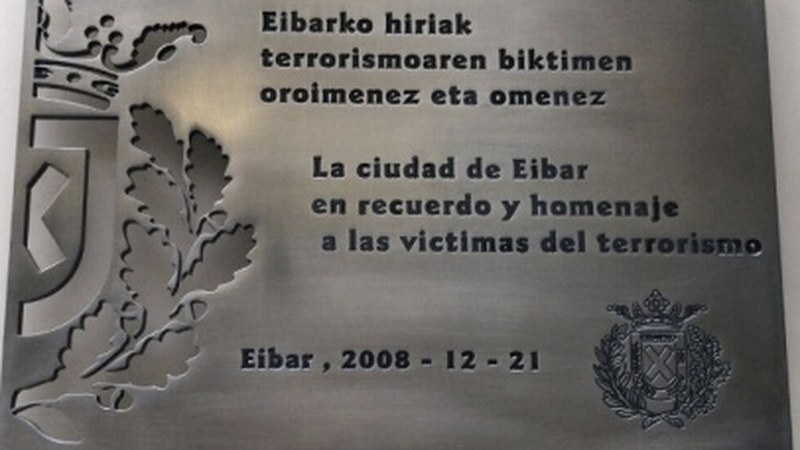 Eibarko hiriak
terrorismoaren biktimen
oroimenez eta omenez
La ciudad de Eibar
en recuerdo y homenaje
a las victimas del terrorismo
Eibar , 2008 - 12 - 21